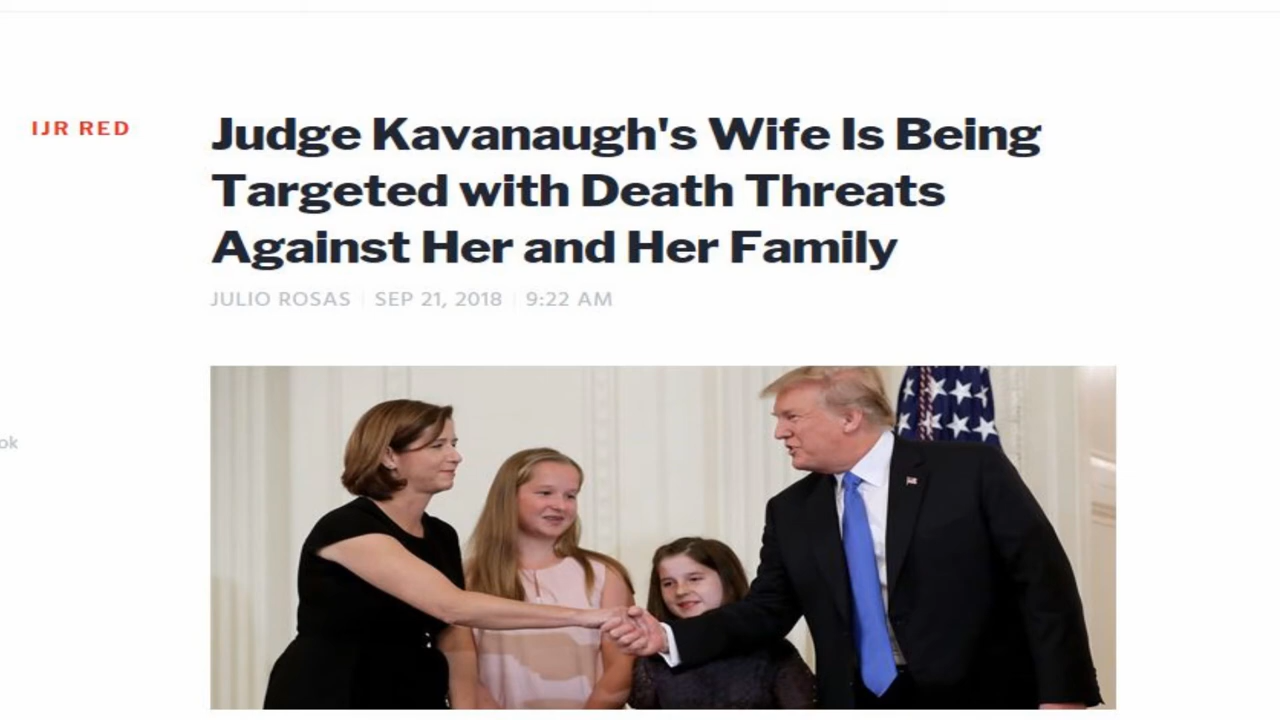 IJR RED
Judge Kavanaugh's Wife Is Being
Targeted with Death Threats
Against Her and Her Family
JULIO ROSAS | SEP 21, 2018 | 9:22 AM
ok